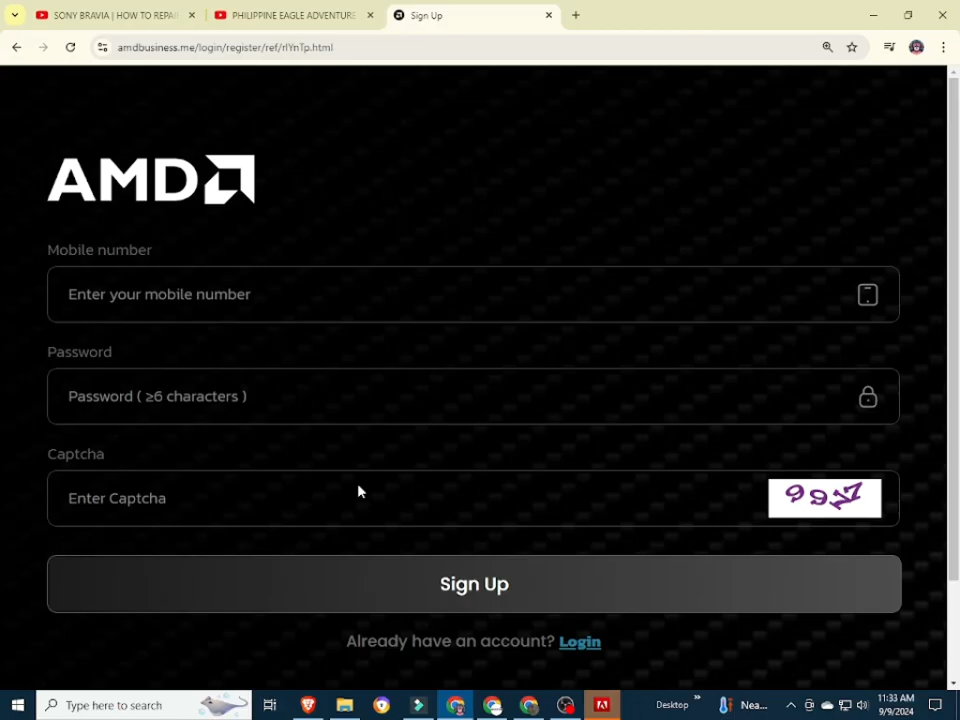 SONY BRAVIA | HOW TO REPAI
PHILIPPINE EAGLE ADVENTURE
Sign Up
amdbusiness.me/login/register/ref/rlYnTp.html
AMD
Mobile number
Enter your mobile number
Password
Password ( ≥6 characters )
Captcha
Enter Captcha
Sign Up
Already have an account? Login
Type here to search
Desktop
Nea...
11:33 AM
9/9/2024